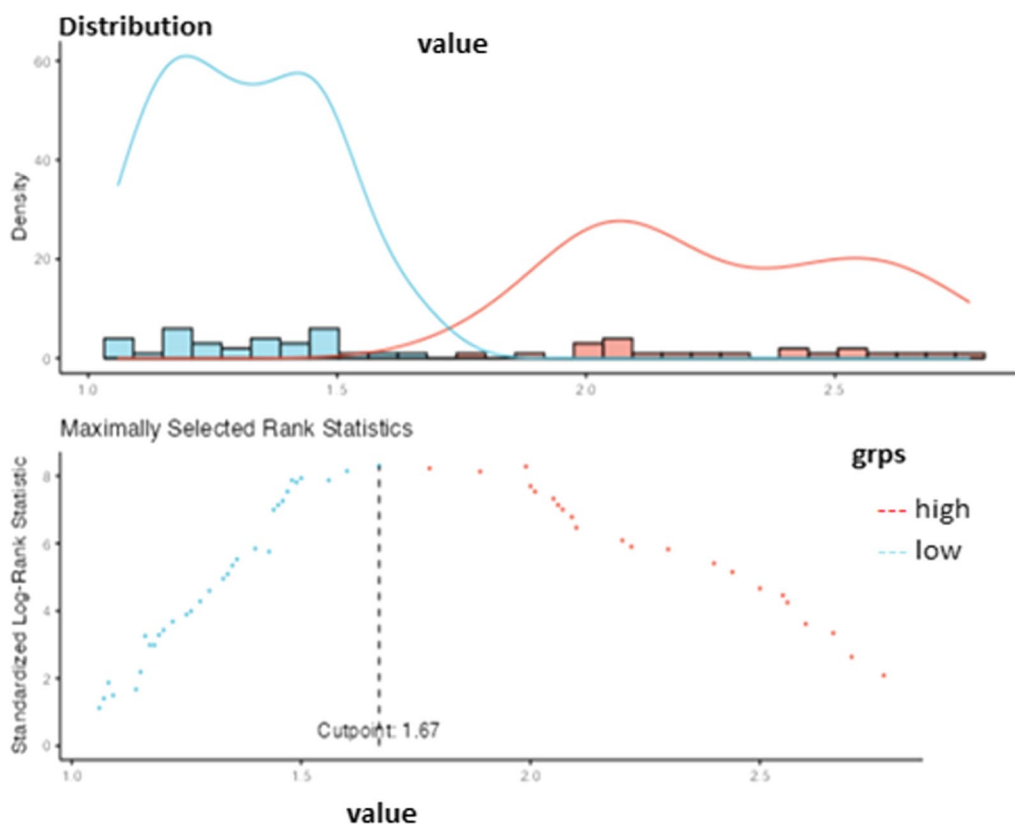 Distribution
value
Density
60
40
20
0
1.0 1.5 2.0 2.5
Maximally Selected Rank Statistics
Standardized Log-Rank Statistic
8
6
4
2
0
Cutpoint: 1.67
1.0 1.5 2.0 2.5
value
grps
high
low